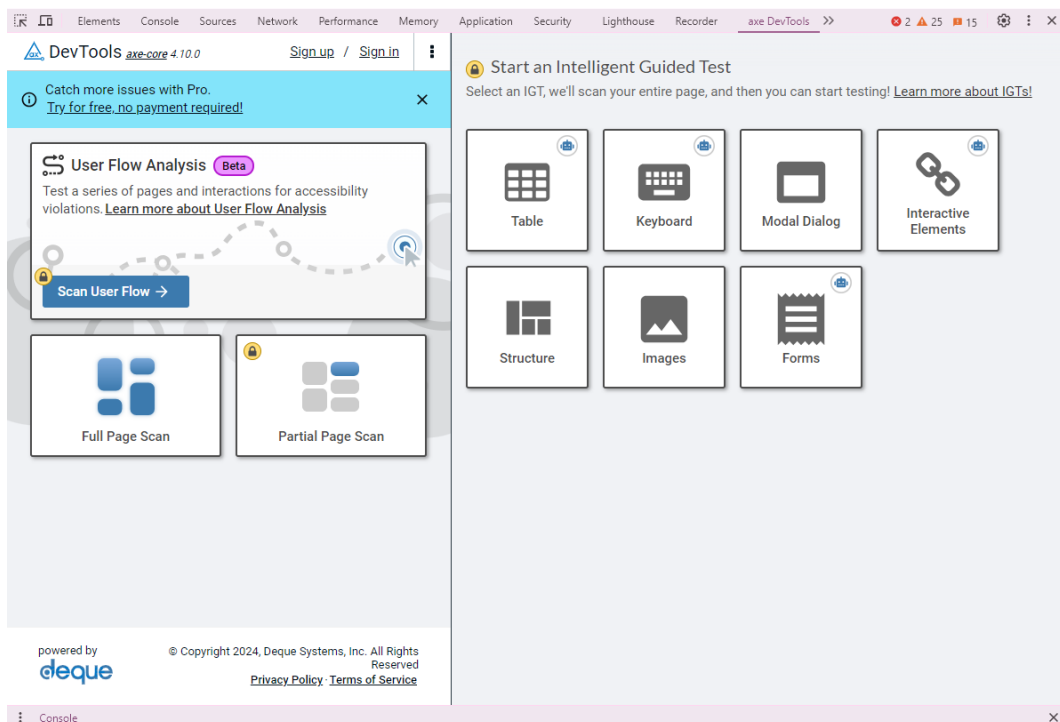 Elements Console Sources Network Performance Memory Application Security Lighthouse Recorder axe DevTools 2 25 15
DevTools axe-core 4.10.0 Sign up / Sign in
Catch more issues with Pro.
Try for free, no payment required!
User Flow Analysis Beta
Test a series of pages and interactions for accessibility
violations. Learn more about User Flow Analysis
Scan User Flow →
Full Page Scan
Partial Page Scan
powered by
deque
© Copyright 2024, Deque Systems, Inc. All Rights
Reserved
Privacy Policy · Terms of Service
Start an Intelligent Guided Test
Select an IGT, we'll scan your entire page, and then you can start testing! Learn more about IGTs!
Table
Keyboard
Modal Dialog
Interactive
Elements
Structure
Images
Forms
Console